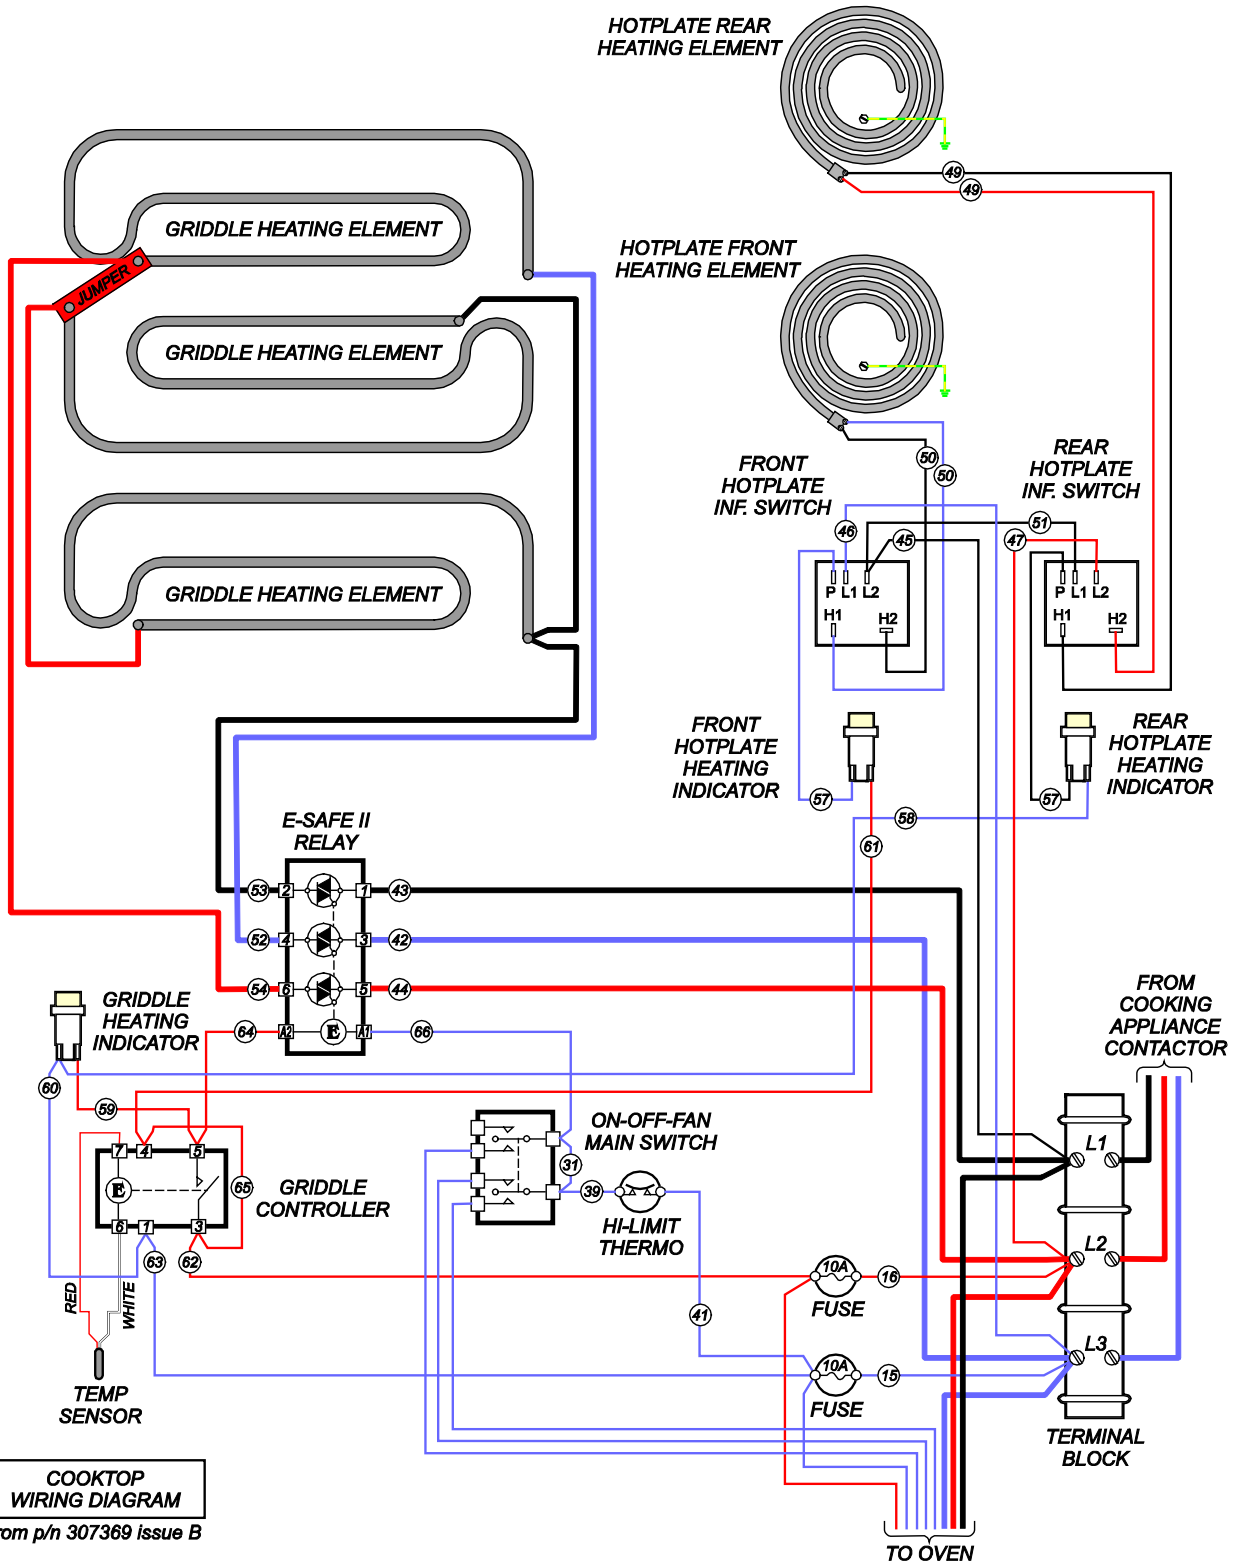 HOTPLATE REAR
HEATING ELEMENT
49
49
GRIDDLE HEATING ELEMENT
JUMPER
GRIDDLE HEATING ELEMENT
GRIDDLE HEATING ELEMENT
HOTPLATE FRONT
HEATING ELEMENT
50
50
FRONT
HOTPLATE
INF. SWITCH
REAR
HOTPLATE
INF. SWITCH
46
45
51
47
P L1 L2
H1
H2
P L1 L2
H1
H2
FRONT
HOTPLATE
HEATING
INDICATOR
REAR
HOTPLATE
HEATING
INDICATOR
57
57
58
61
E-SAFE II
RELAY
53
2
1
43
52
4
3
42
54
6
5
44
64
A2
E
A1
66
GRIDDLE
HEATING
INDICATOR
60
59
7
4
5
E
65
6
1
3
63
62
GRIDDLE
CONTROLLER
RED
WHITE
TEMP
SENSOR
ON-OFF-FAN
MAIN SWITCH
31
39
HI-LIMIT
THERMO
41
10A
16
FUSE
10A
15
FUSE
FROM
COOKING
APPLIANCE
CONTACTOR
L1
L2
L3
TERMINAL
BLOCK
COOKTOP
WIRING DIAGRAM
rom p/n 307369 issue B
TO OVEN